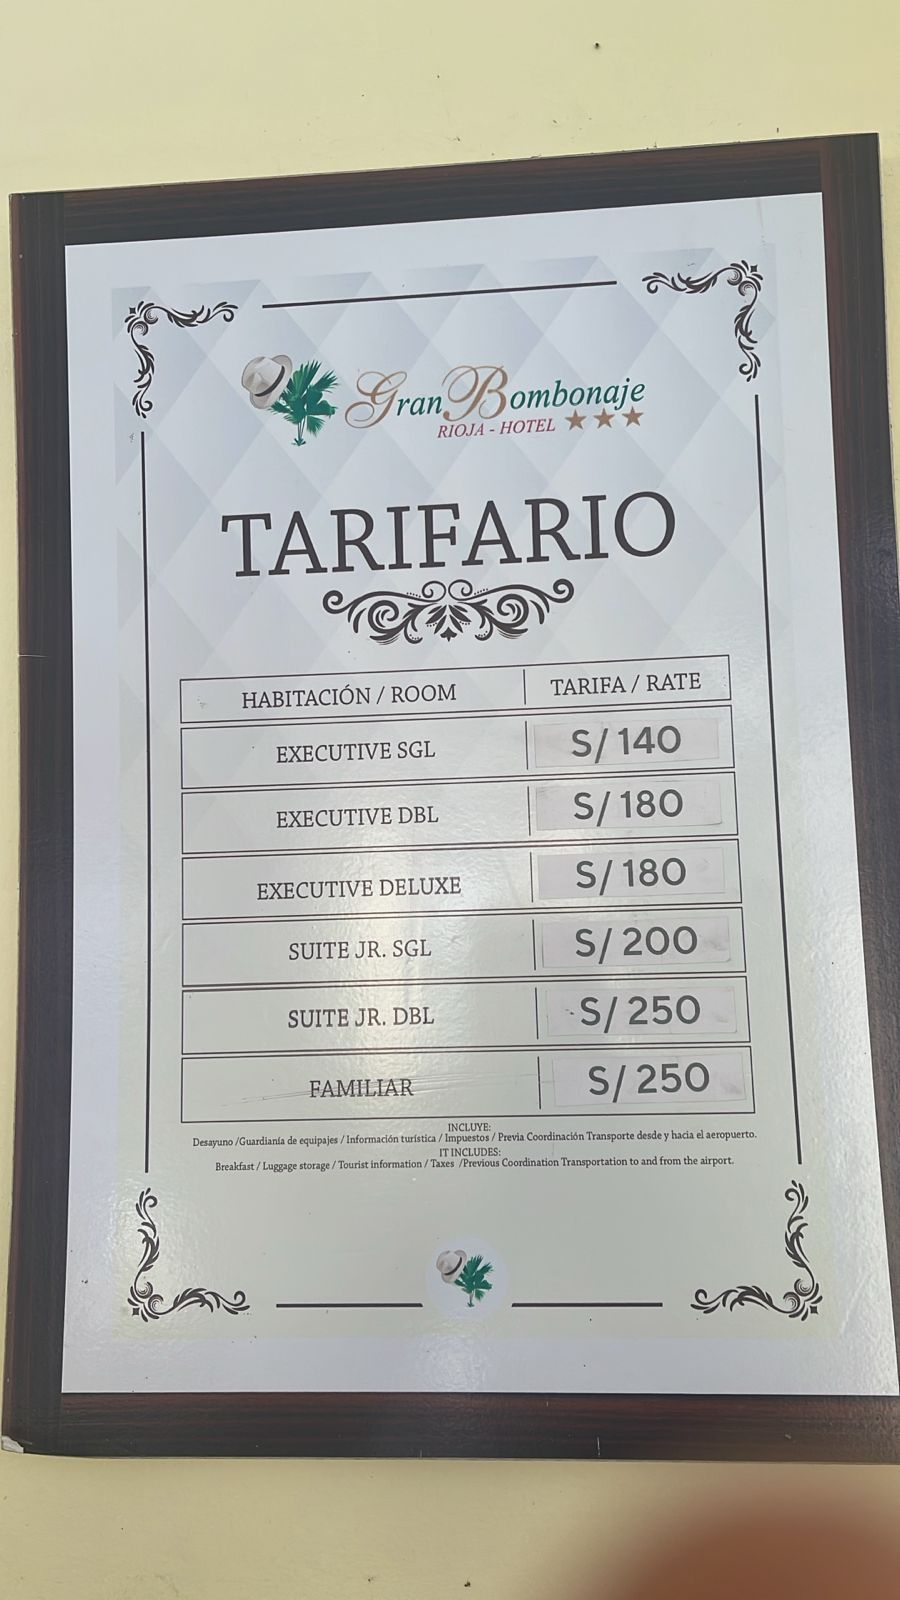 Gran Bombonaje
RIOJA - HOTEL ★★★
TARIFARIO
HABITACIÓN / ROOM TARIFA / RATE
EXECUTIVE SGL S/ 140
EXECUTIVE DBL S/ 180
EXECUTIVE DELUXE S/ 180
SUITE JR. SGL S/ 200
SUITE JR. DBL S/ 250
FAMILIAR S/ 250
INCLUYE:
Desayuno /Guardianía de equipajes / Información turística / Impuestos / Previa Coordinación Transporte desde y hacia el aeropuerto.
IT INCLUDES:
Breakfast / Luggage storage / Tourist information / Taxes /Previous Coordination Transportation to and from the airport.